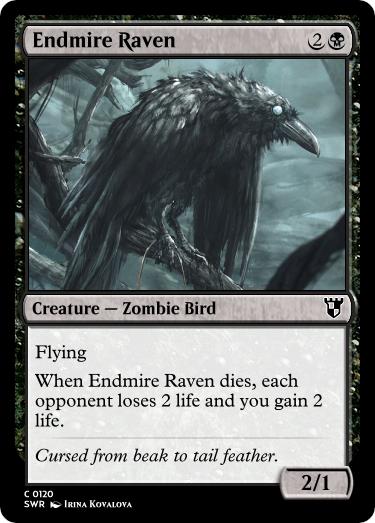 Endmire Raven 2
Creature — Zombie Bird
Flying
When Endmire Raven dies, each
opponent loses 2 life and you gain 2
life.
Cursed from beak to tail feather.
2/1
C 0120
SWR Irina Kovalova